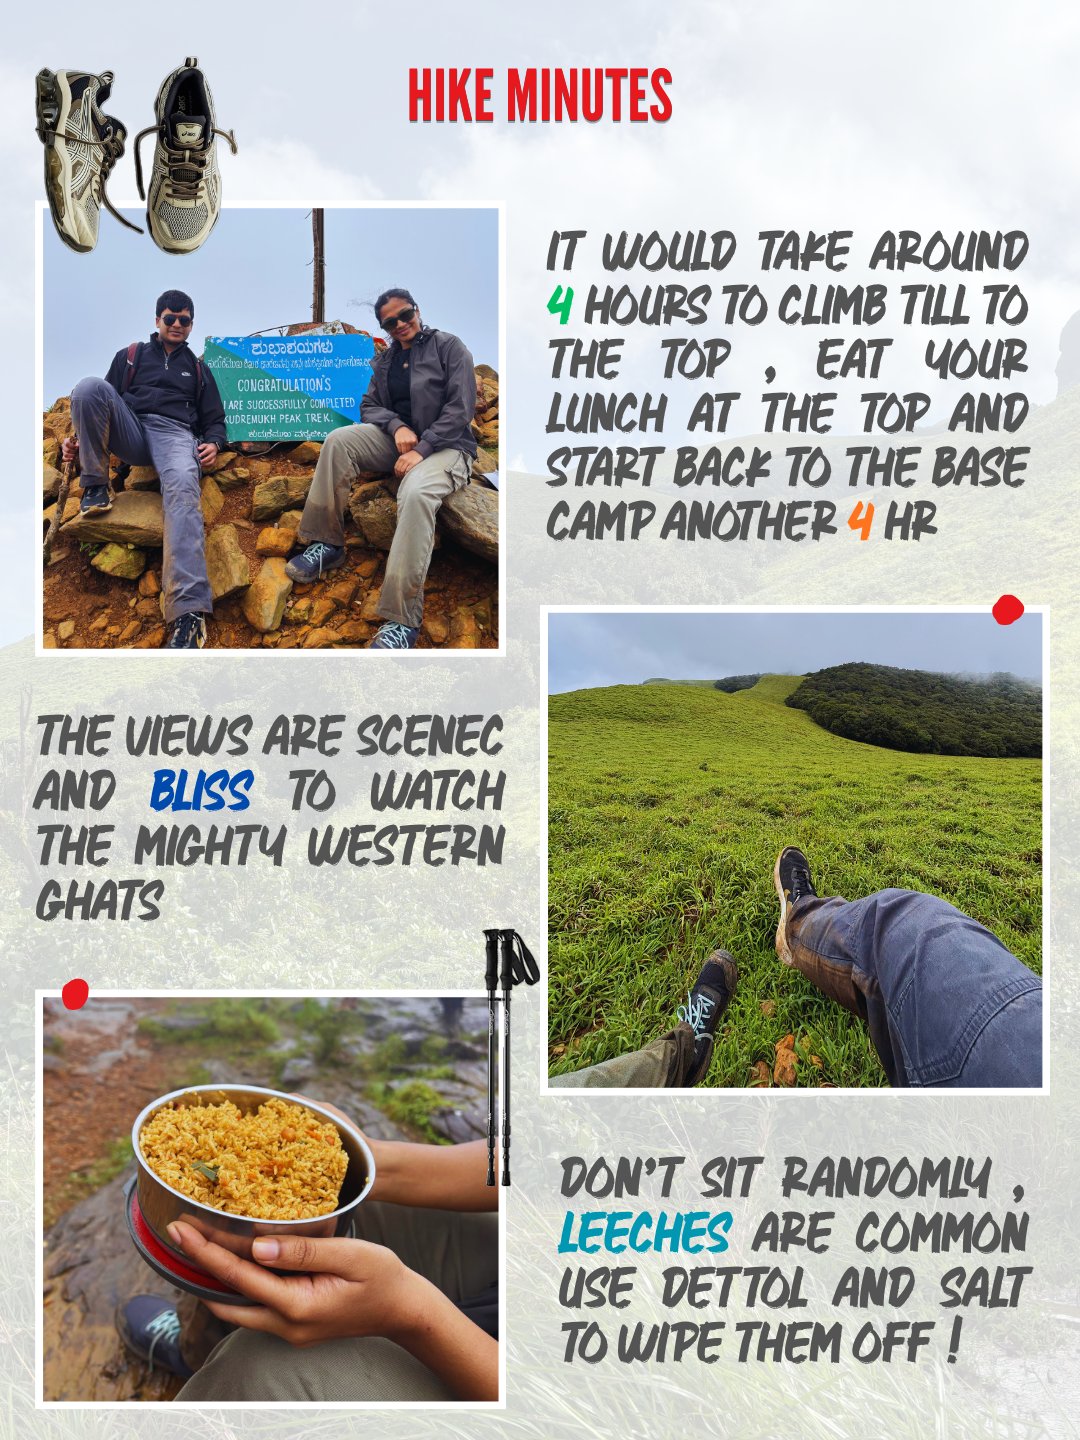 HIKE MINUTES
ಶುಭಾಶಯಗಳು
CONGRATULATION'S
ARE SUCCESSFULLY COMPLETED
KUDREMUKH PEAK TREK.
IT WOULD TAKE AROUND
4 HOURS TO CLIMB TILL TO
THE TOP , EAT YOUR
LUNCH AT THE TOP AND
START BACK TO THE BASE
CAMP ANOTHER 4 HR
THE VIEWS ARE SCENEC
AND BLISS TO WATCH
THE MIGHTY WESTERN
GHATS
DON'T SIT RANDOMLY ,
LEECHES ARE COMMON
USE DETTOL AND SALT
TO WIPE THEM OFF !